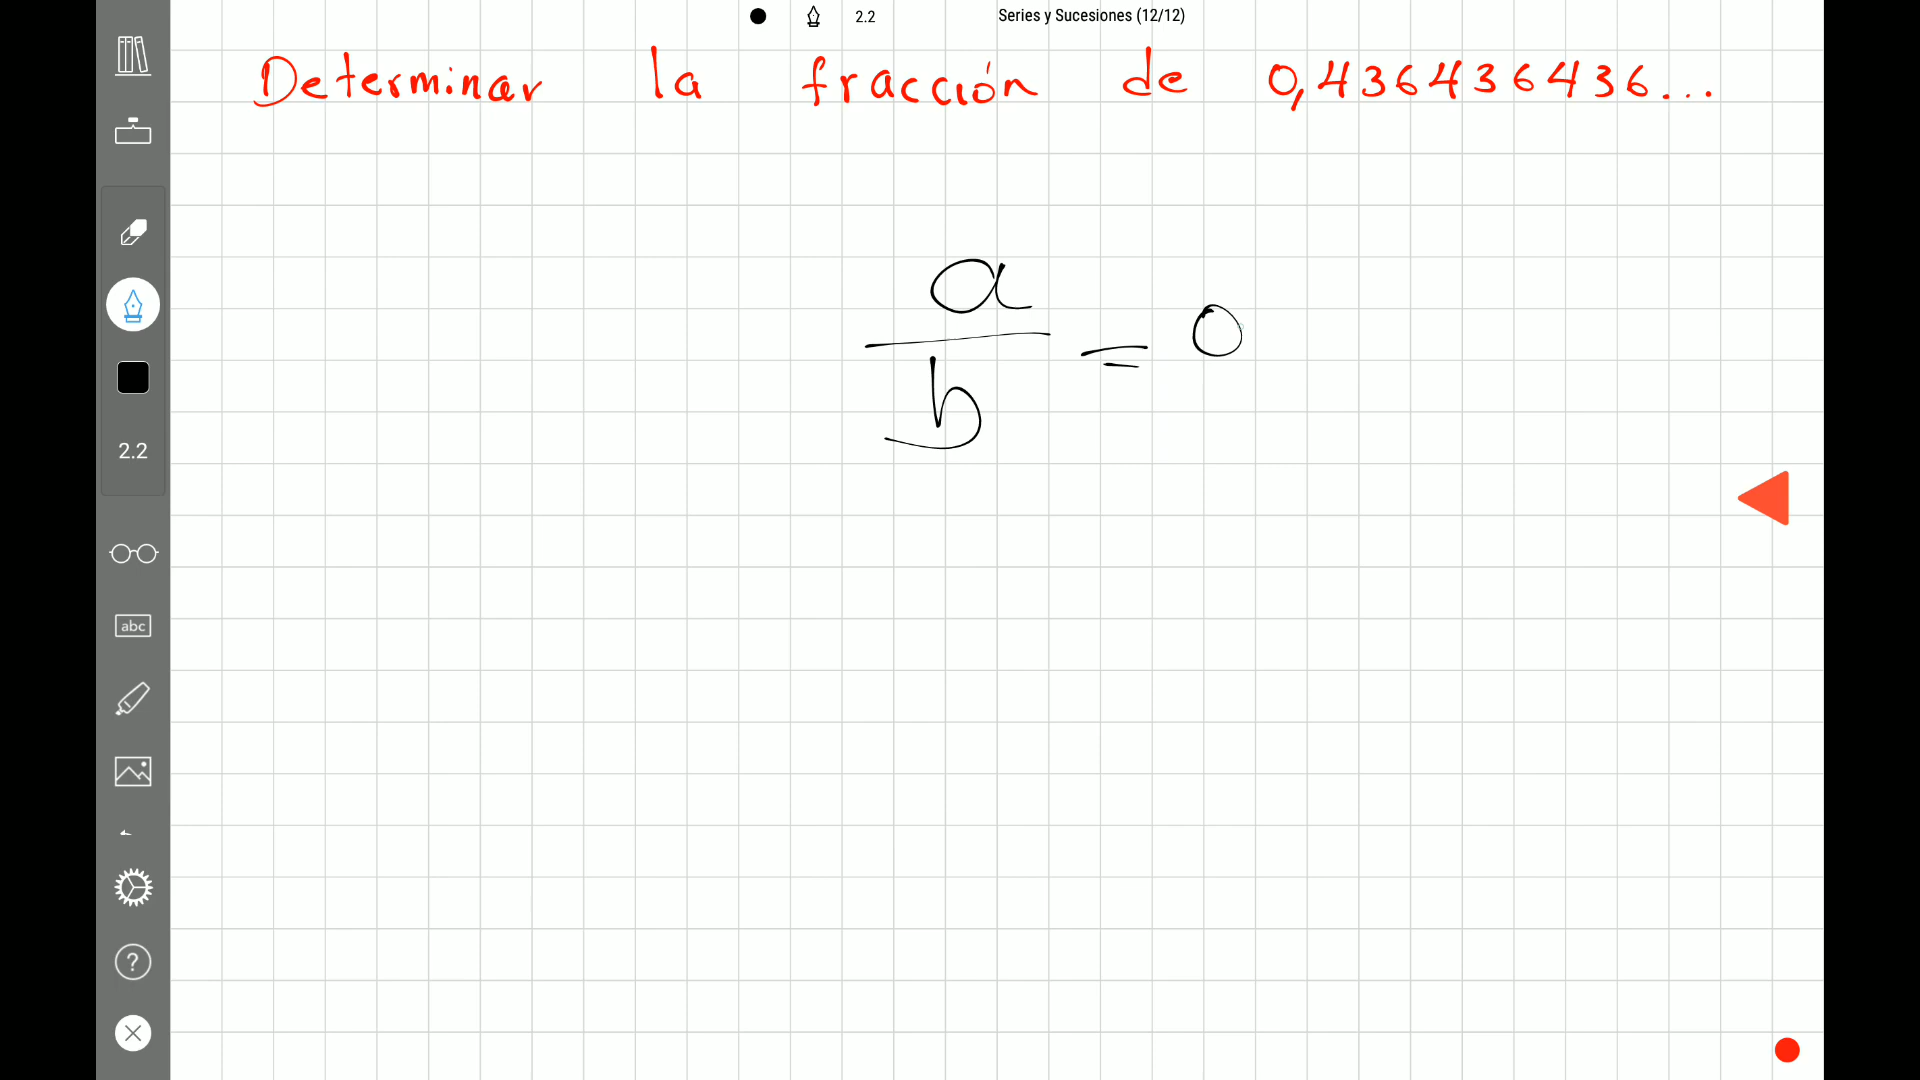 2.2 Series y Sucesiones (12/12)
Determinar la fracción de 0,436436436...
a
— = 0
b
2.2
abc
?